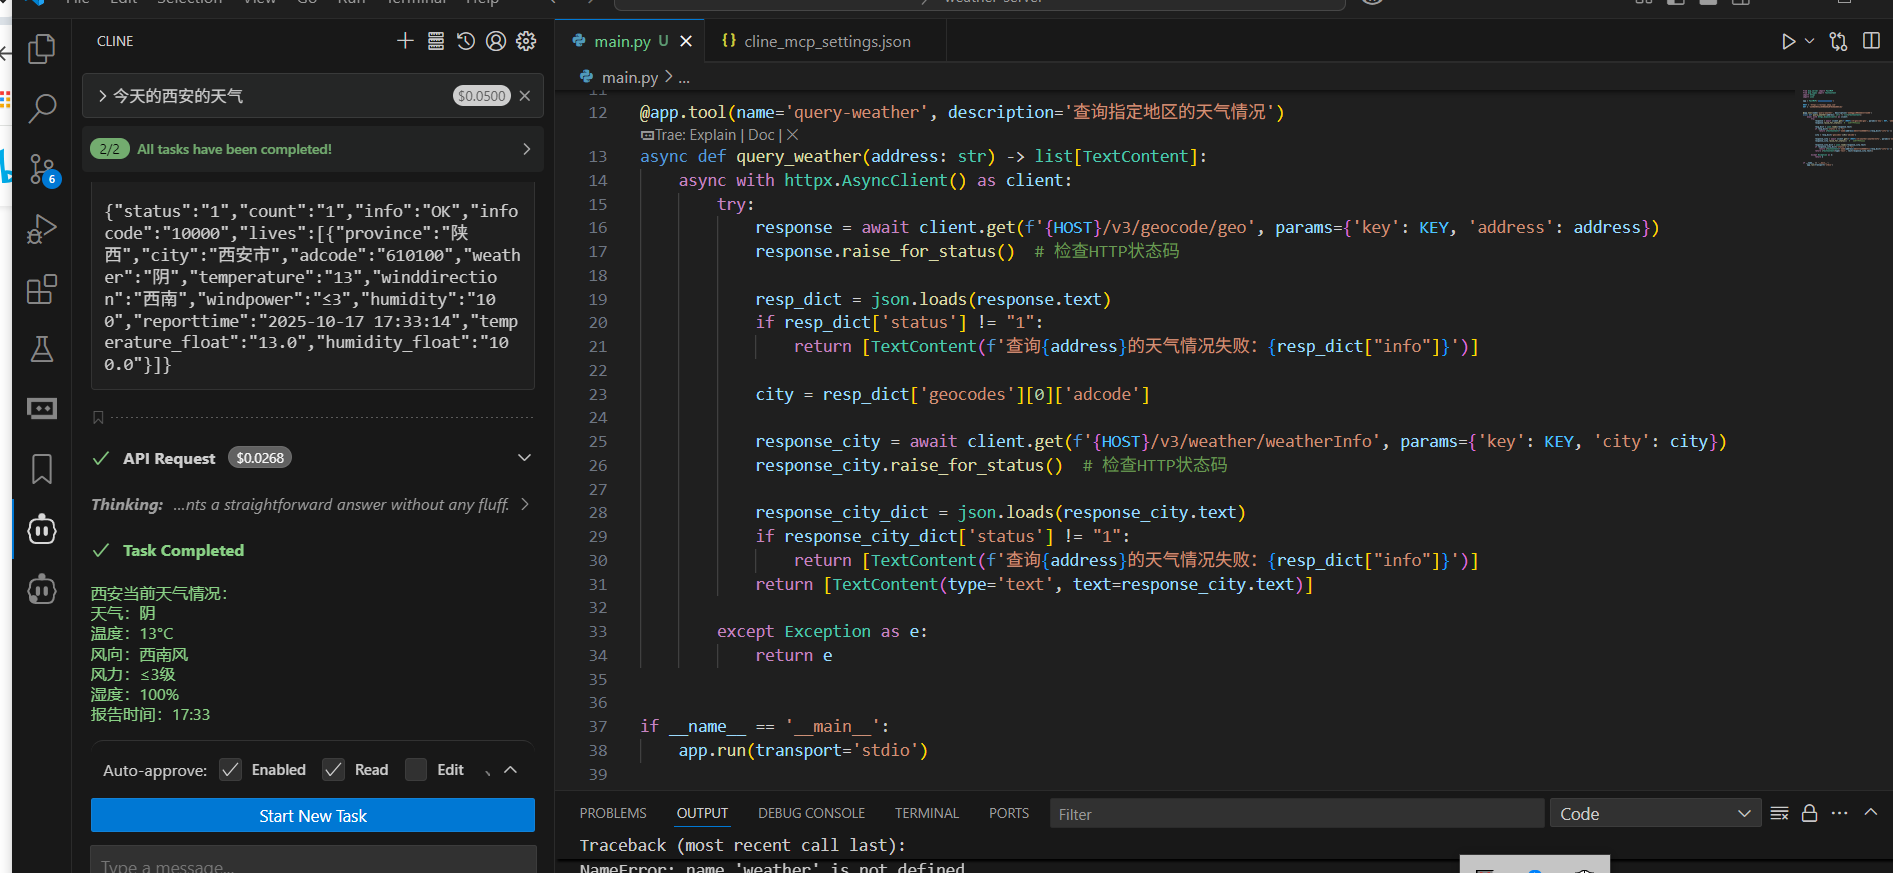 File Edit Selection View Go Run Terminal Help
weather-server
CLINE
今天的西安的天气
$0.0500
2/2 All tasks have been completed!
{"status":"1","count":"1","info":"OK","info
code":"10000","lives":[{"province":"陕
西","city":"西安市","adcode":"610100","weath
er":"阴","temperature":"13","winddirectio
n":"西南","windpower":"≤3","humidity":"10
0","reporttime":"2025-10-17 17:33:14","temp
erature_float":"13.0","humidity_float":"10
0.0"}]}
API Request $0.0268
Thinking: ...nts a straightforward answer without any fluff.
Task Completed
西安当前天气情况：
天气：阴
温度：13°C
风向：西南风
风力：≤3级
湿度：100%
报告时间：17:33
Auto-approve: Enabled Read Edit
Start New Task
Type a message...
6
main.py U
{} cline_mcp_settings.json
main.py > ...
11
12 @app.tool(name='query-weather', description='查询指定地区的天气情况')
Trae: Explain | Doc | X
13 async def query_weather(address: str) -> list[TextContent]:
14 async with httpx.AsyncClient() as client:
15 try:
16 response = await client.get(f'{HOST}/v3/geocode/geo', params={'key': KEY, 'address': address})
17 response.raise_for_status() # 检查HTTP状态码
18
19 resp_dict = json.loads(response.text)
20 if resp_dict['status'] != "1":
21 return [TextContent(f'查询{address}的天气情况失败：{resp_dict["info"]}')]
22
23 city = resp_dict['geocodes'][0]['adcode']
24
25 response_city = await client.get(f'{HOST}/v3/weather/weatherInfo', params={'key': KEY, 'city': city})
26 response_city.raise_for_status() # 检查HTTP状态码
27
28 response_city_dict = json.loads(response_city.text)
29 if response_city_dict['status'] != "1":
30 return [TextContent(f'查询{address}的天气情况失败：{resp_dict["info"]}')]
31 return [TextContent(type='text', text=response_city.text)]
32
33 except Exception as e:
34 return e
35
36
37 if __name__ == '__main__':
38 app.run(transport='stdio')
39
PROBLEMS OUTPUT DEBUG CONSOLE TERMINAL PORTS
Filter
Code
Traceback (most recent call last):
NameError: name 'weather' is not defined